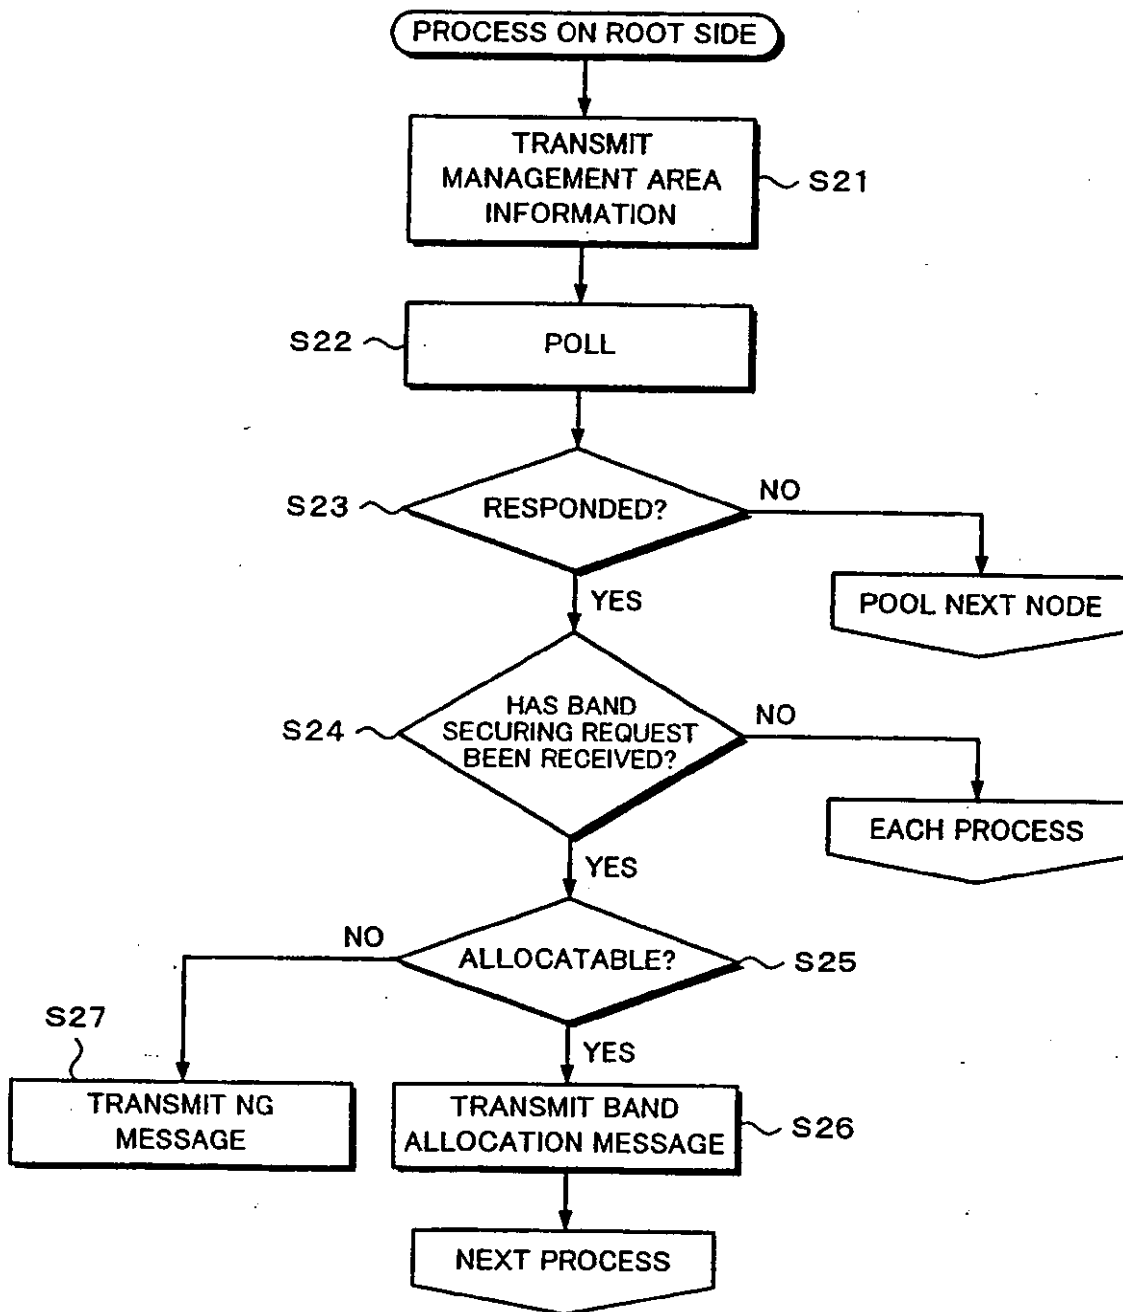 PROCESS ON ROOT SIDE
TRANSMIT
MANAGEMENT AREA
INFORMATION
S21
S22
POLL
S23
RESPONDED?
NO
YES
POOL NEXT NODE
S24
HAS BAND
SECURING REQUEST
BEEN RECEIVED?
NO
YES
EACH PROCESS
NO
ALLOCATABLE?
S25
S27
YES
TRANSMIT NG
MESSAGE
TRANSMIT BAND
ALLOCATION MESSAGE
S26
NEXT PROCESS